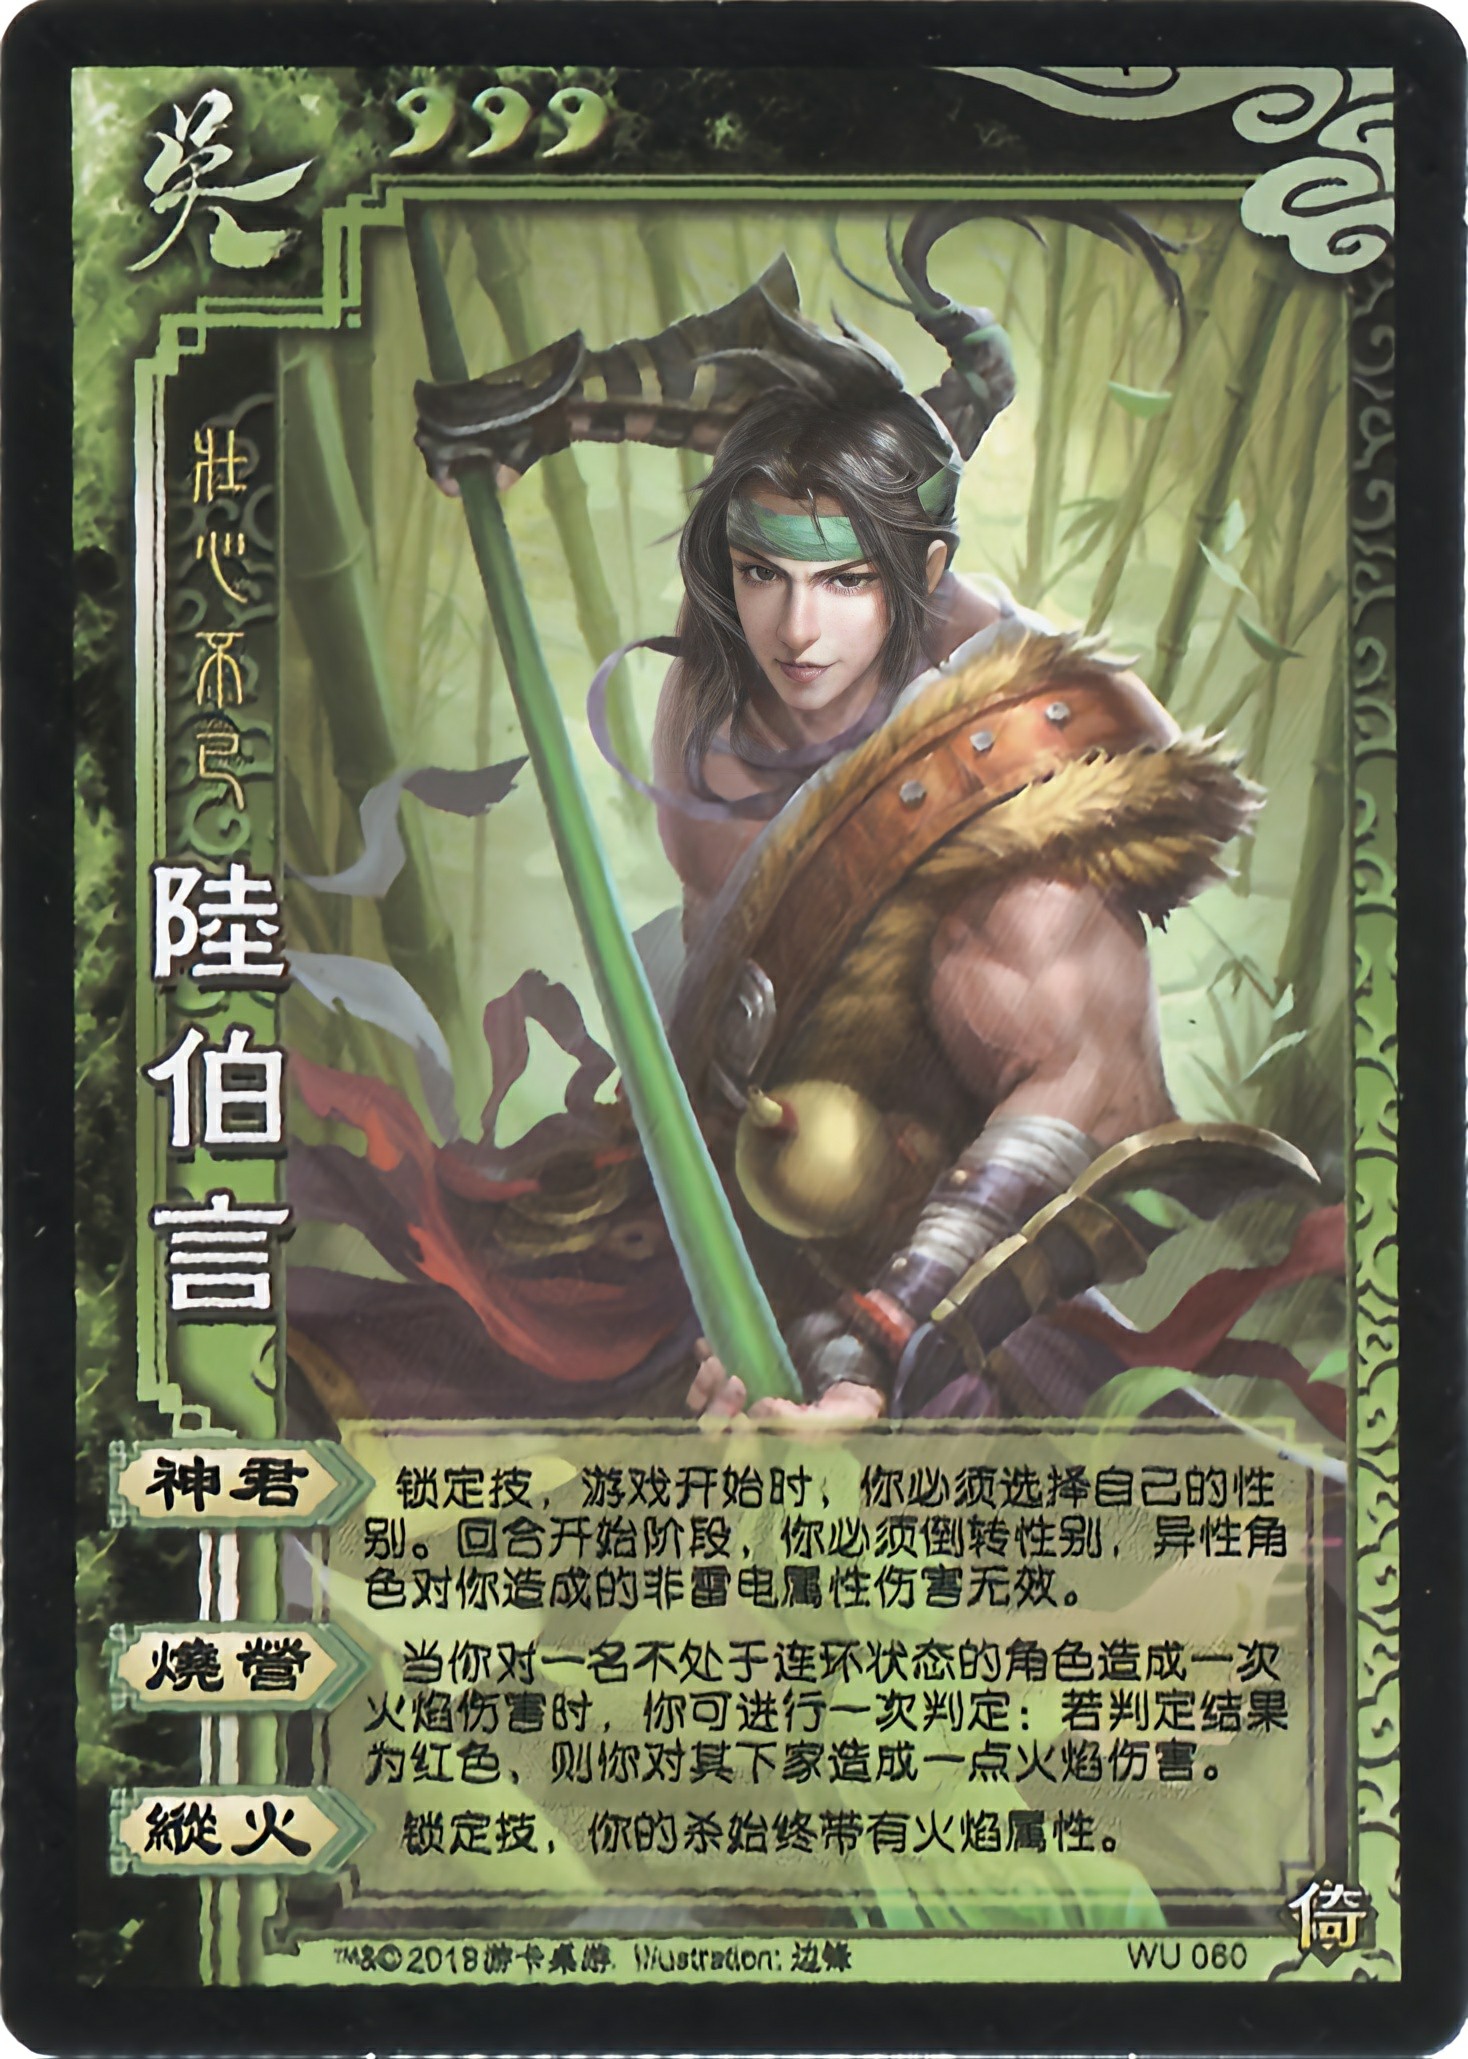 吴
壮心不已
陸伯言
神君
锁定技，游戏开始时，你必须选择自己的性
别。回合开始阶段，你必须倒转性别，异性角
色对你造成的非雷电属性伤害无效。
燒營
当你对一名不处于连环状态的角色造成一次
火焰伤害时，你可进行一次判定：若判定结果
为红色，则你对其下家造成一点火焰伤害。
縱火
锁定技，你的杀始终带有火焰属性。
倚
™&©2018游卡桌游. Illustration: 边锋
WU 060